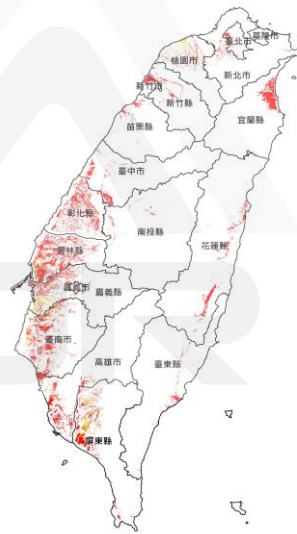 基隆市
臺北市
桃園市
新北市
新竹市
新竹縣
宜蘭縣
苗栗縣
臺中市
彰化縣
南投縣
花蓮縣
雲林縣
嘉義市
嘉義縣
臺南市
高雄市
臺東縣
屏東縣